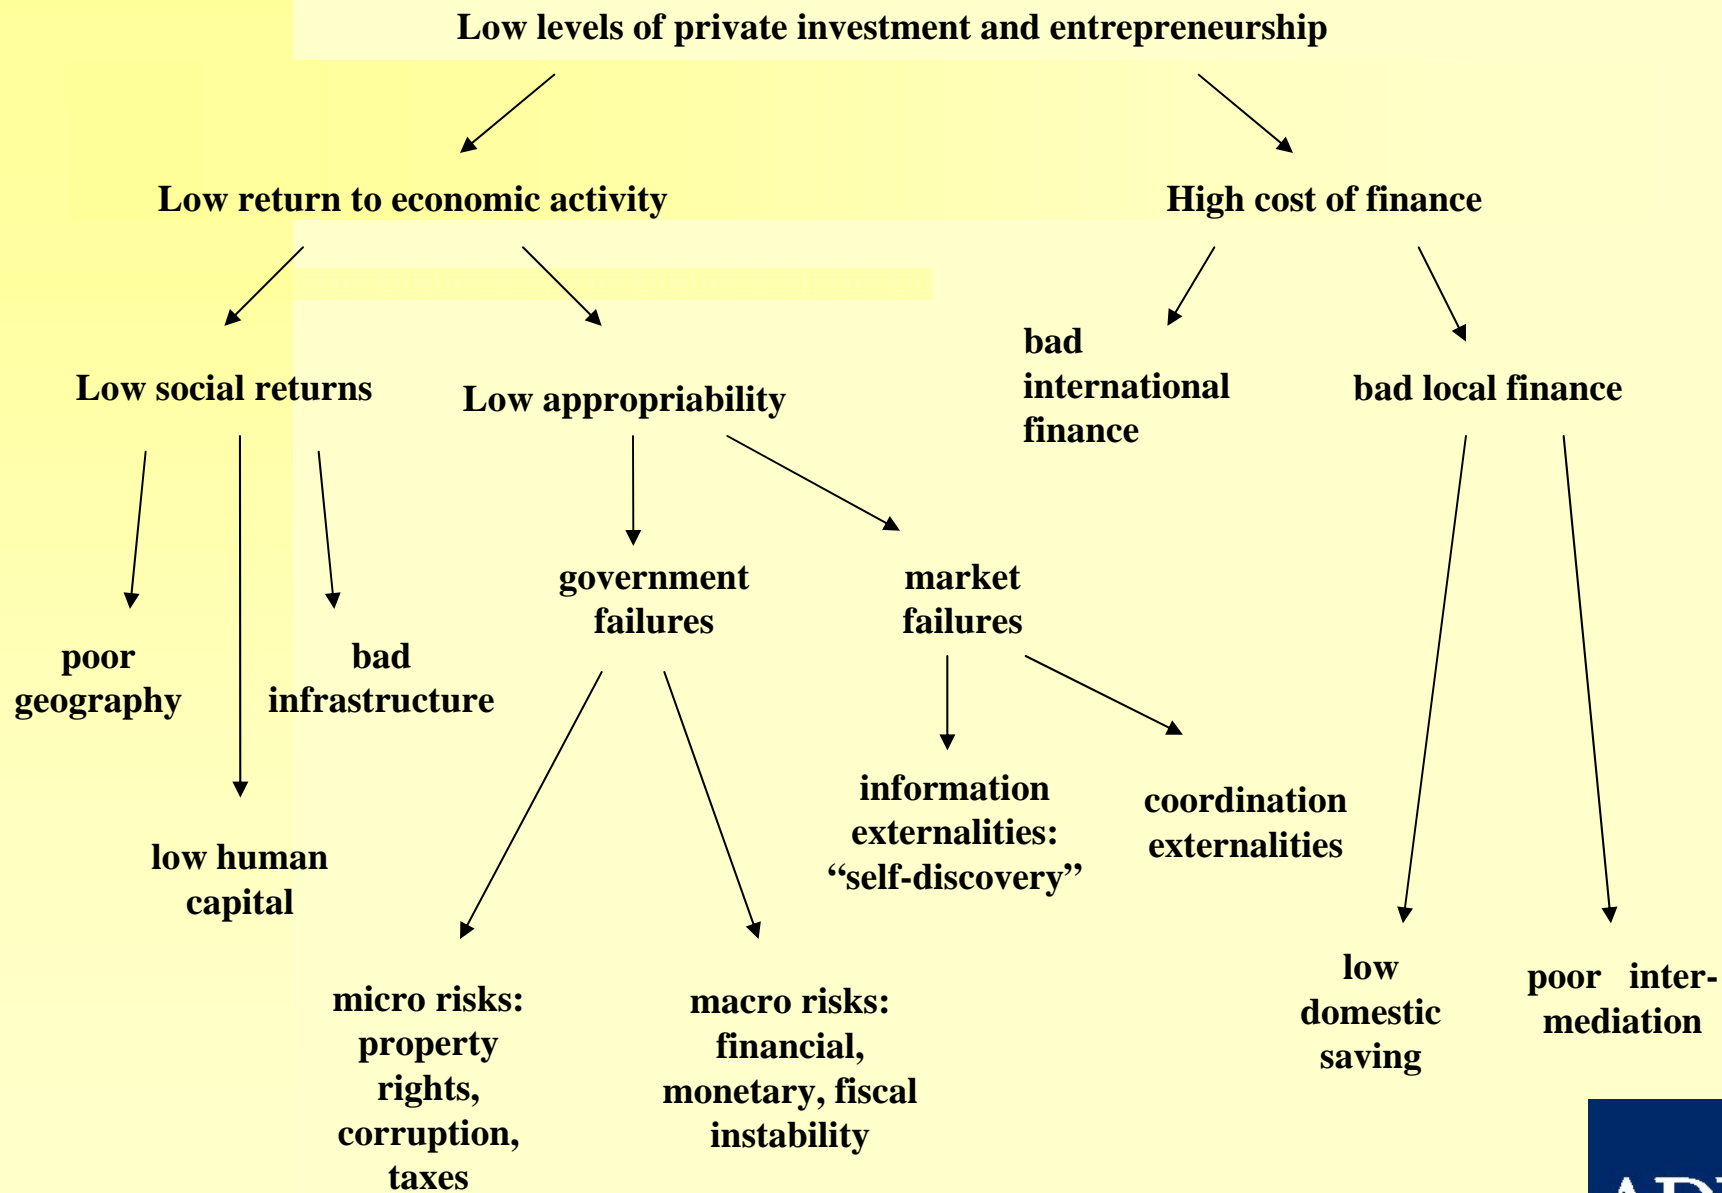 Low levels of private investment and entrepreneurship
Low return to economic activity
High cost of finance
Low social returns
Low appropriability
bad
international
finance
bad local finance
government
failures
market
failures
poor
geography
bad
infrastructure
low human
capital
information
externalities:
“self-discovery”
coordination
externalities
micro risks:
property
rights,
corruption,
taxes
macro risks:
financial,
monetary, fiscal
instability
low
domestic
saving
poor inter-
mediation